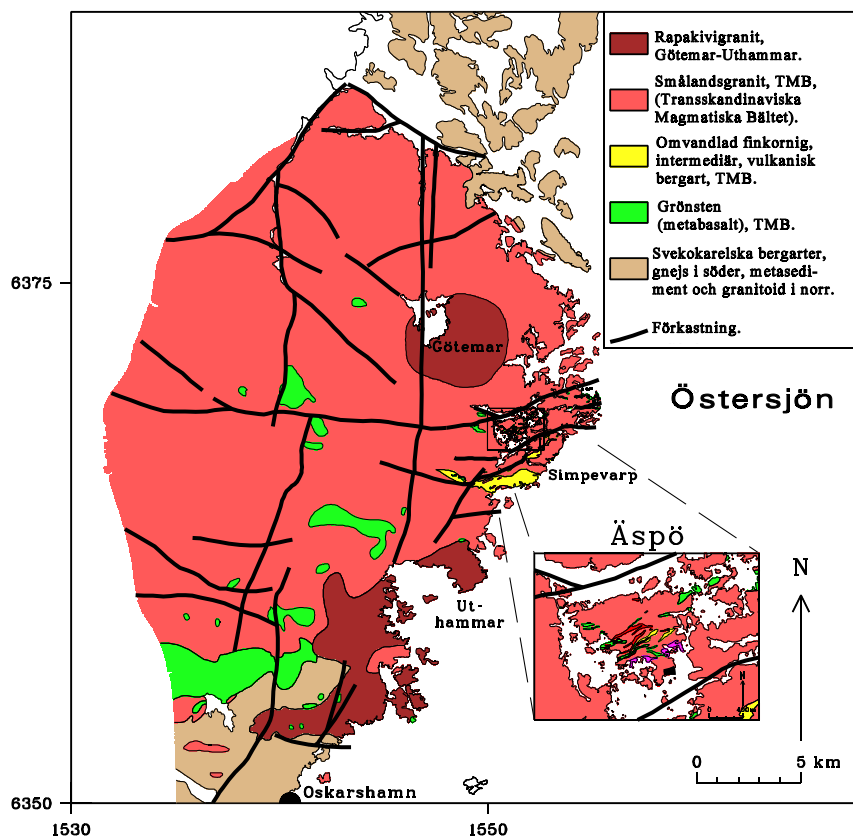 Rapakivigranit,
Götemar-Uthammar.
Smålandsgranit, TMB,
(Transskandinaviska
Magmatiska Bältet).
Omvandlad finkornig,
intermediär, vulkanisk
bergart, TMB.
Grönsten
(metabasalt), TMB.
Svekokarelska bergarter,
gnejs i söder, metasedi-
ment och granitoid i norr.
Förkastning.
6375
Götemar
Östersjön
Simpevarp
Äspö
N
Ut-
hammar
N
0
0 5 km
Oskarshamn
6350
1530
1550